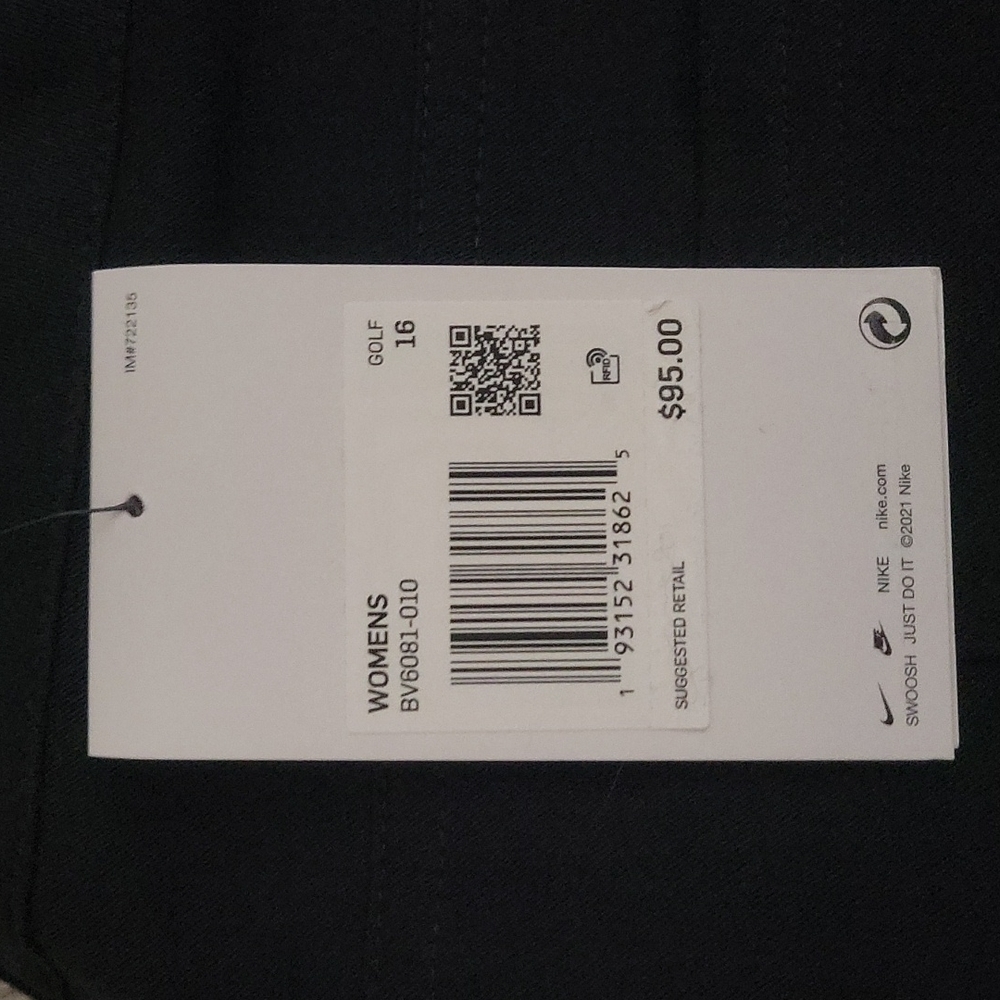 IM#722135
WOMENS GOLF
BV6081-010 16
1 93152 31862 5
RFID
SUGGESTED RETAIL $95.00
NIKE nike.com
SWOOSH JUST DO IT ©2021 Nike